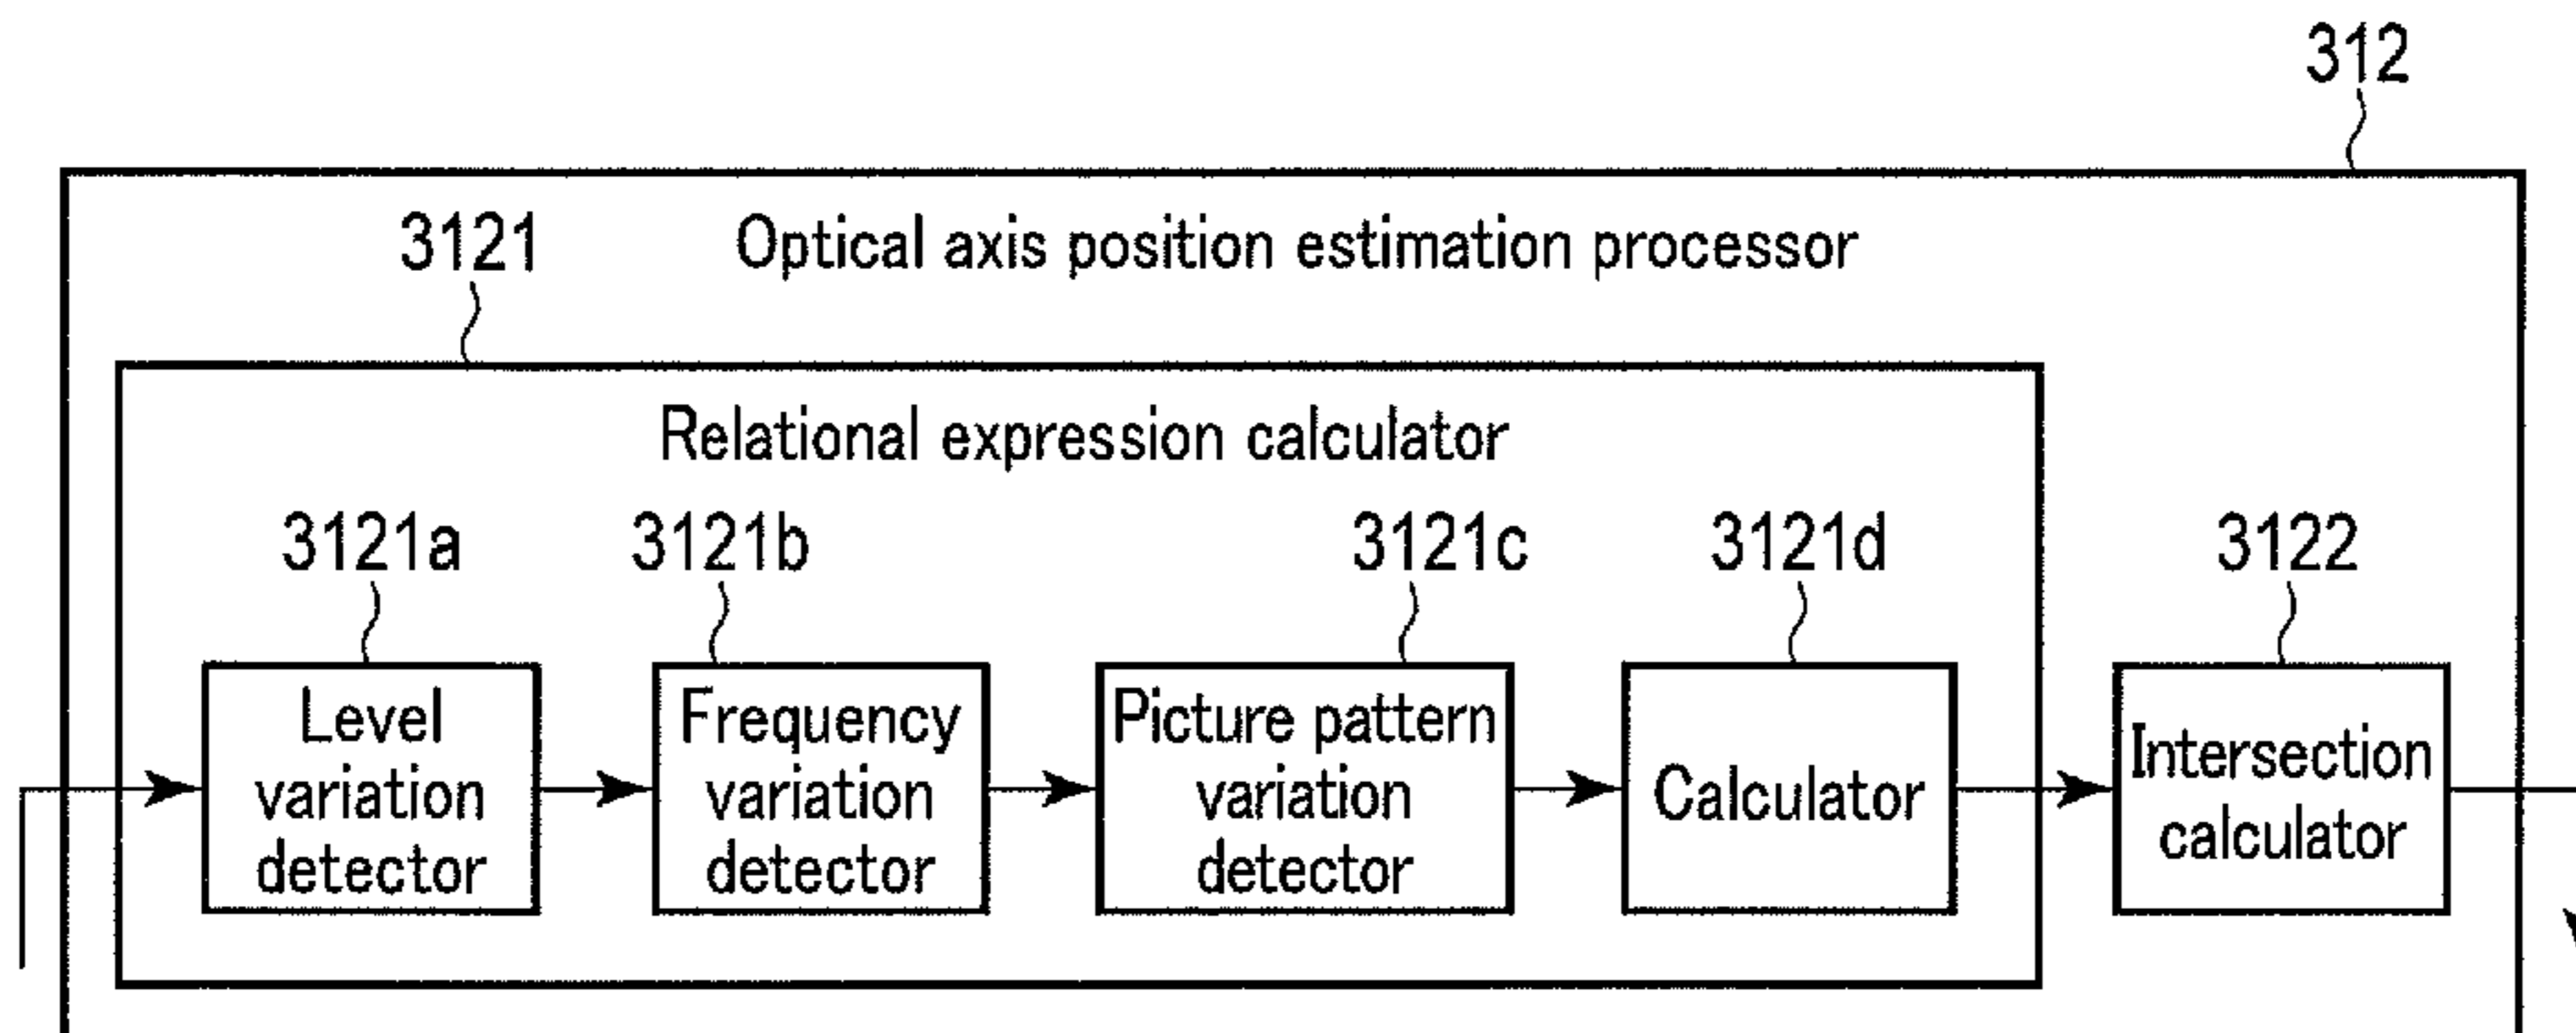 312
3121
Optical axis position estimation processor
Relational expression calculator
3121a
3121b
3121c
3121d
3122
Level
variation
detector
Frequency
variation
detector
Picture pattern
variation
detector
Calculator
Intersection
calculator